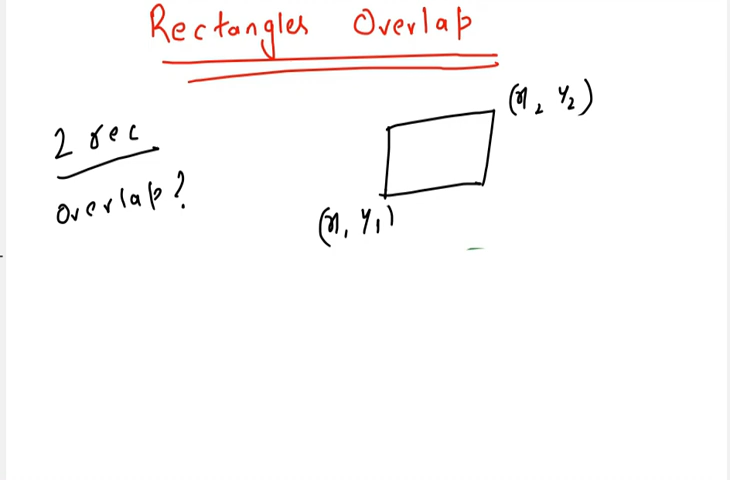 Rectangles Overlap
2 rec
overlap?
(x₂ y₂)
(x₁ y₁)